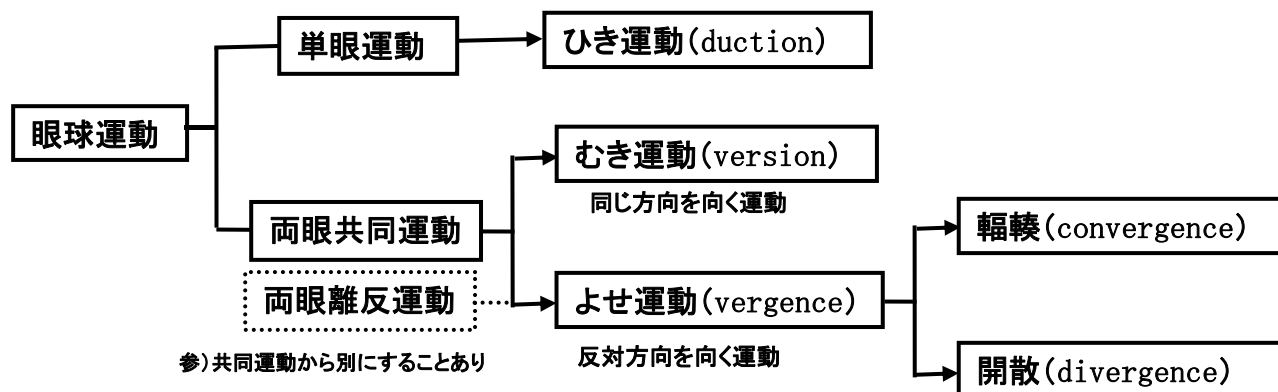 単眼運動
ひき運動(duction)
眼球運動
むき運動(version)
同じ方向を向く運動
両眼共同運動
輻輳(convergence)
両眼離反運動
よせ運動(vergence)
参)共同運動から別にすることあり
反対方向を向く運動
開散(divergence)